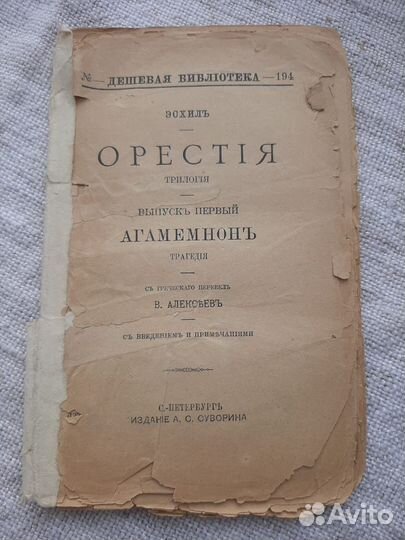 № — ДЕШЕВАЯ БИБЛІОТЕКА — 194
ЭСХИЛЪ
ОРЕСТІЯ
ТРИЛОГІЯ
ВЫПУСКЪ ПЕРВЫЙ
АГАМЕМНОНЪ
ТРАГЕДІЯ
СЪ ГРЕЧЕСКАГО ПЕРЕВЕЛЪ
В. АЛЕКСѢЕВЪ
СЪ ВВЕДЕНІЕМЪ И ПРИМѢЧАНІЯМИ
С.-ПЕТЕРБУРГЪ
ИЗДАНІЕ А. С. СУВОРИНА
Avito